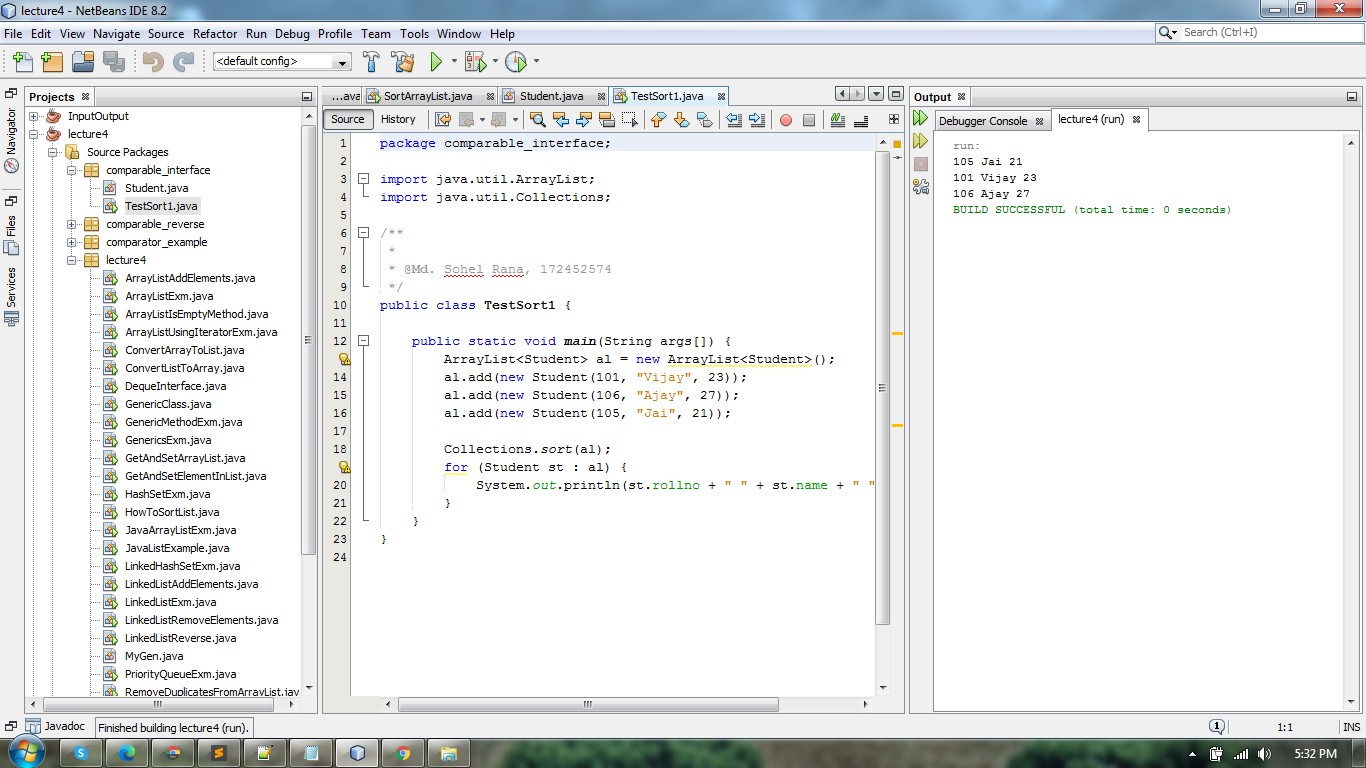 lecture4 - NetBeans IDE 8.2
File Edit View Navigate Source Refactor Run Debug Profile Team Tools Window Help
Search (Ctrl+I)
<default config>
Navigator
Files
Services
Projects
InputOutput
lecture4
Source Packages
comparable_interface
Student.java
TestSort1.java
comparable_reverse
comparator_example
lecture4
ArrayListAddElements.java
ArrayListExm.java
ArrayListIsEmptyMethod.java
ArrayListUsingIteratorExm.java
ConvertArrayToList.java
ConvertListToArray.java
DequeInterface.java
GenericClass.java
GenericMethodExm.java
GenericsExm.java
GetAndSetArrayList.java
GetAndSetElementInList.java
HashSetExm.java
HowToSortList.java
JavaArrayListExm.java
JavaListExample.java
LinkedHashSetExm.java
LinkedListAddElements.java
LinkedListExm.java
LinkedListRemoveElements.java
LinkedListReverse.java
MyGen.java
PriorityQueueExm.java
RemoveDuplicatesFromArrayList.jav
...ava SortArrayList.java Student.java TestSort1.java
Source History
1 package comparable_interface;
2
3 import java.util.ArrayList;
4 import java.util.Collections;
5
6 /**
7 *
8 * @Md. Sohel Rana, 172452574
9 */
10 public class TestSort1 {
11
12 public static void main(String args[]) {
ArrayList<Student> al = new ArrayList<Student>();
14 al.add(new Student(101, "Vijay", 23));
15 al.add(new Student(106, "Ajay", 27));
16 al.add(new Student(105, "Jai", 21));
17
18 Collections.sort(al);
for (Student st : al) {
20 System.out.println(st.rollno + " " + st.name + " "
21 }
22 }
23 }
24
Output
Debugger Console lecture4 (run)
run:
105 Jai 21
101 Vijay 23
106 Ajay 27
BUILD SUCCESSFUL (total time: 0 seconds)
Javadoc Finished building lecture4 (run).
1 1:1 INS
5:32 PM